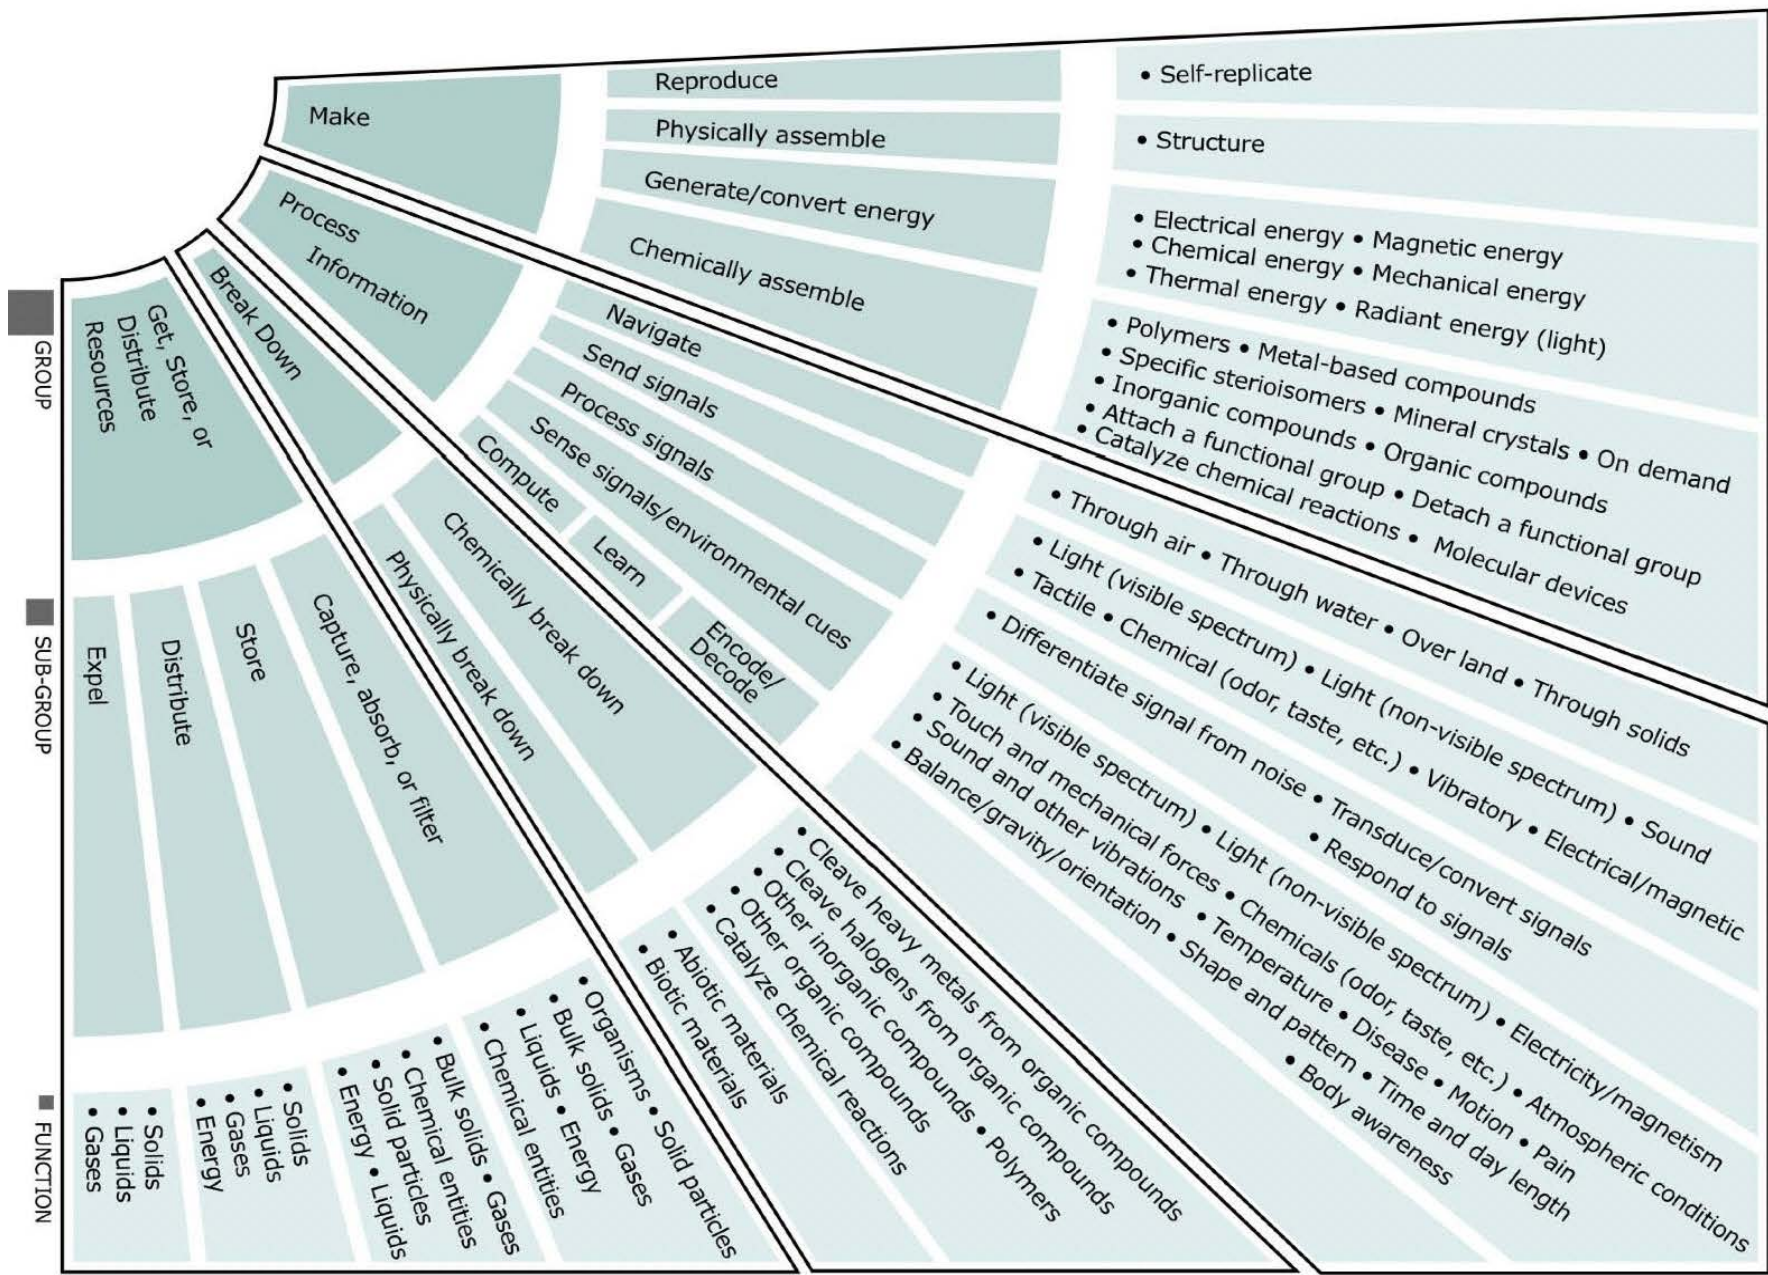 Make
Reproduce
• Self-replicate
Physically assemble
• Structure
Generate/convert energy
• Electrical energy • Magnetic energy
• Chemical energy • Mechanical energy
• Thermal energy • Radiant energy (light)
Chemically assemble
• Polymers • Metal-based compounds
• Specific sterioisomers • Mineral crystals • On demand
• Inorganic compounds • Organic compounds
• Attach a functional group • Detach a functional group
• Catalyze chemical reactions • Molecular devices
Process
Information
Navigate
• Through air • Through water • Over land • Through solids
Send signals
• Light (visible spectrum) • Light (non-visible spectrum) • Sound
• Tactile • Chemical (odor, taste, etc.) • Vibratory • Electrical/magnetic
Process signals
• Differentiate signal from noise • Transduce/convert signals
• Respond to signals
Sense signals/environmental cues
• Light (visible spectrum) • Light (non-visible spectrum) • Electricity/magnetism
• Touch and mechanical forces • Chemicals (odor, taste, etc.) • Atmospheric conditions
• Sound and other vibrations • Temperature • Disease • Motion • Pain
• Balance/gravity/orientation • Shape and pattern • Time and day length
• Body awareness
Compute
Learn
Encode/
Decode
Break Down
Chemically break down
• Cleave heavy metals from organic compounds
• Cleave halogens from organic compounds
• Other inorganic compounds • Polymers
• Other organic compounds
• Catalyze chemical reactions
Physically break down
• Abiotic materials
• Biotic materials
Get, Store, or
Distribute
Resources
Capture, absorb, or filter
• Organisms • Solid particles
• Bulk solids • Gases
• Liquids • Energy
• Chemical entities
Store
• Bulk solids • Gases
• Chemical entities
• Solid particles
• Energy • Liquids
Distribute
• Solids
• Liquids
• Gases
• Energy
Expel
• Solids
• Liquids
• Gases
GROUP
SUB-GROUP
FUNCTION